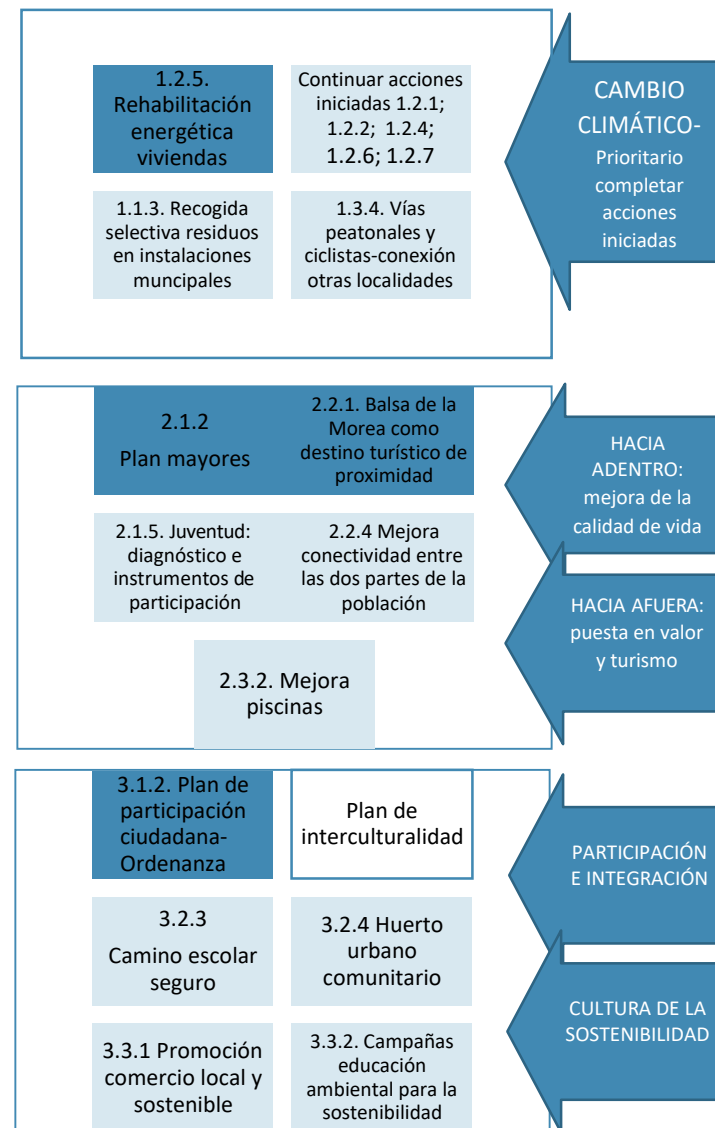 1.2.5.
Rehabilitación
energética
viviendas
Continuar acciones
iniciadas 1.2.1;
1.2.2; 1.2.4;
1.2.6; 1.2.7
1.1.3. Recogida
selectiva residuos
en instalaciones
muncipales
1.3.4. Vías
peatonales y
ciclistas-conexión
otras localidades
CAMBIO
CLIMÁTICO-
Prioritario
completar
acciones
iniciadas
2.1.2
Plan mayores
2.2.1. Balsa de la
Morea como
destino turístico de
proximidad
2.1.5. Juventud:
diagnóstico e
instrumentos de
participación
2.2.4 Mejora
conectividad entre
las dos partes de la
población
2.3.2. Mejora
piscinas
HACIA
ADENTRO:
mejora de la
calidad de vida
HACIA AFUERA:
puesta en valor
y turismo
3.1.2. Plan de
participación
ciudadana-
Ordenanza
Plan de
interculturalidad
3.2.3
Camino escolar
seguro
3.2.4 Huerto
urbano
comunitario
3.3.1 Promoción
comercio local y
sostenible
3.3.2. Campañas
educación
ambiental para la
sostenibilidad
PARTICIPACIÓN
E INTEGRACIÓN
CULTURA DE LA
SOSTENIBILIDAD